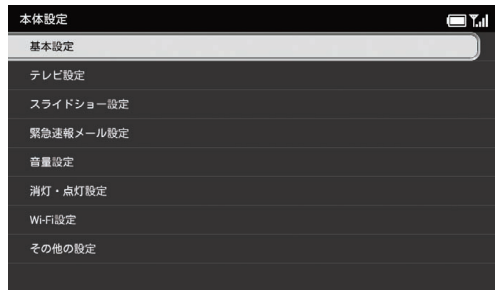 本体設定
基本設定
テレビ設定
スライドショー設定
緊急速報メール設定
音量設定
消灯・点灯設定
Wi-Fi設定
その他の設定